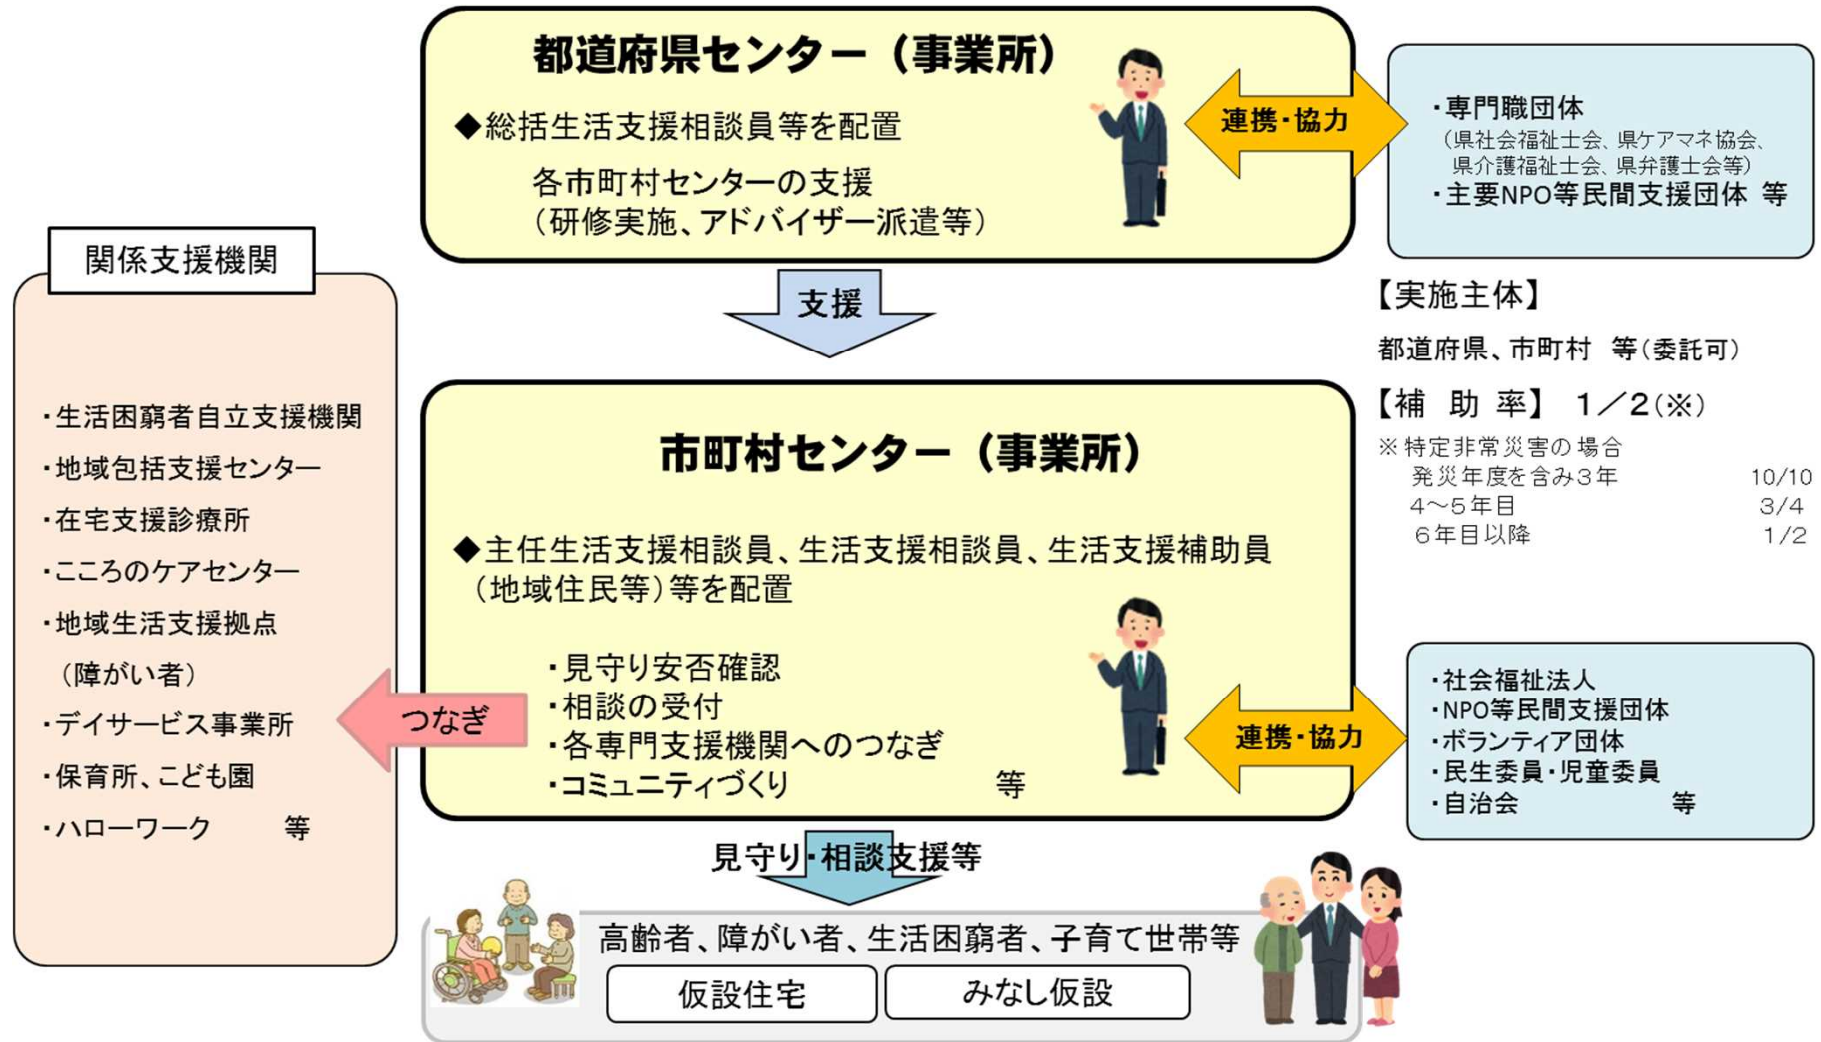 都道府県センター（事業所）
◆総括生活支援相談員等を配置
各市町村センターの支援
（研修実施、アドバイザー派遣等）
連携・協力
・専門職団体
（県社会福祉士会、県ケアマネ協会、
県介護福祉士会、県弁護士会等）
・主要NPO等民間支援団体 等
支援
【実施主体】
都道府県、市町村 等（委託可）
【補 助 率】 １／２（※）
※特定非常災害の場合
発災年度を含み３年 10/10
４～５年目 3/4
６年目以降 1/2
関係支援機関
・生活困窮者自立支援機関
・地域包括支援センター
・在宅支援診療所
・こころのケアセンター
・地域生活支援拠点
（障がい者）
・デイサービス事業所
・保育所、こども園
・ハローワーク 等
市町村センター（事業所）
◆主任生活支援相談員、生活支援相談員、生活支援補助員
（地域住民等）等を配置
・見守り安否確認
・相談の受付
・各専門支援機関へのつなぎ
・コミュニティづくり 等
つなぎ
連携・協力
・社会福祉法人
・NPO等民間支援団体
・ボランティア団体
・民生委員・児童委員
・自治会 等
見守り・相談支援等
高齢者、障がい者、生活困窮者、子育て世帯等
仮設住宅
みなし仮設